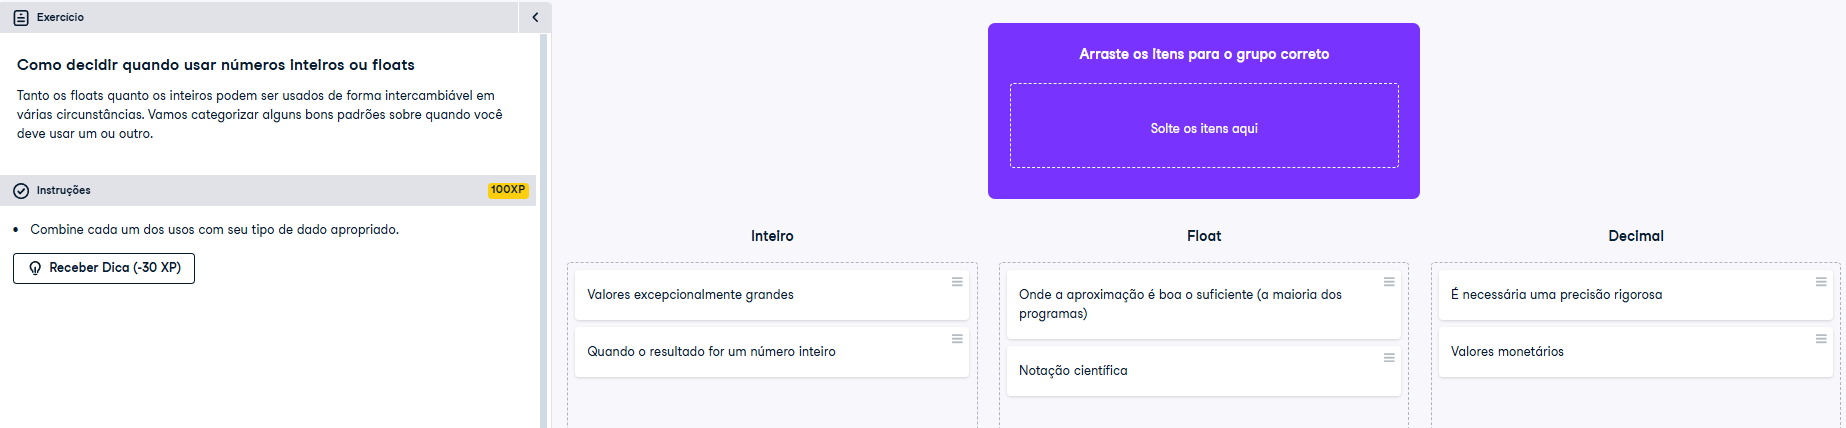 Exercício
Como decidir quando usar números inteiros ou floats
Tanto os floats quanto os inteiros podem ser usados de forma intercambiável em
várias circunstâncias. Vamos categorizar alguns bons padrões sobre quando você
deve usar um ou outro.
Instruções
100XP
Combine cada um dos usos com seu tipo de dado apropriado.
Receber Dica (-30 XP)
Arraste os itens para o grupo correto
Solte os itens aqui
Inteiro
Valores excepcionalmente grandes
Quando o resultado for um número inteiro
Float
Onde a aproximação é boa o suficiente (a maioria dos
programas)
Notação científica
Decimal
É necessária uma precisão rigorosa
Valores monetários